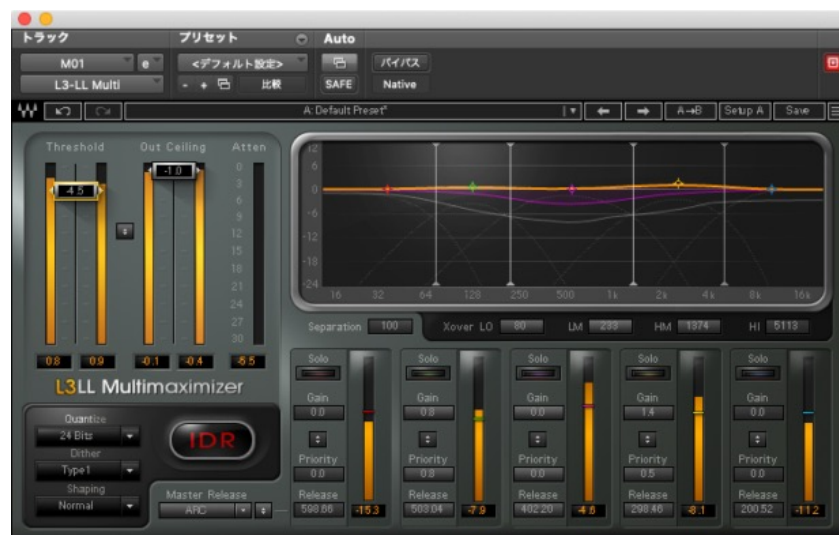 トラック プリセット Auto
M01 e <デフォルト設定> バイパス
L3-LL Multi - + 比較 SAFE Native
A: Default Preset* A→B Setup A Save
Threshold Out Ceiling Atten
-4.5 -1.0
0
3
6
9
12
15
18
21
24
27
30
0.8 0.9 -0.1 -0.4 -5.5
12
6
0
-6
-12
-18
-24
16 32 64 128 250 500 1k 2k 4k 8k 16k
Separation 100 Xover LO 80 LM 233 HM 1374 HI 5113
L3LL Multimaximizer
Quantize
24 Bits
Dither
Type1
Shaping
Normal
IDR
Master Release
ARC
Solo Solo Solo Solo Solo
Gain Gain Gain Gain Gain
0.0 0.8 0.0 1.4 0.0
Priority Priority Priority Priority Priority
0.0 0.8 0.0 0.5 0.0
Release Release Release Release Release
598.66 -15.3 503.04 -7.9 402.20 -4.6 298.46 -8.1 200.52 -11.2